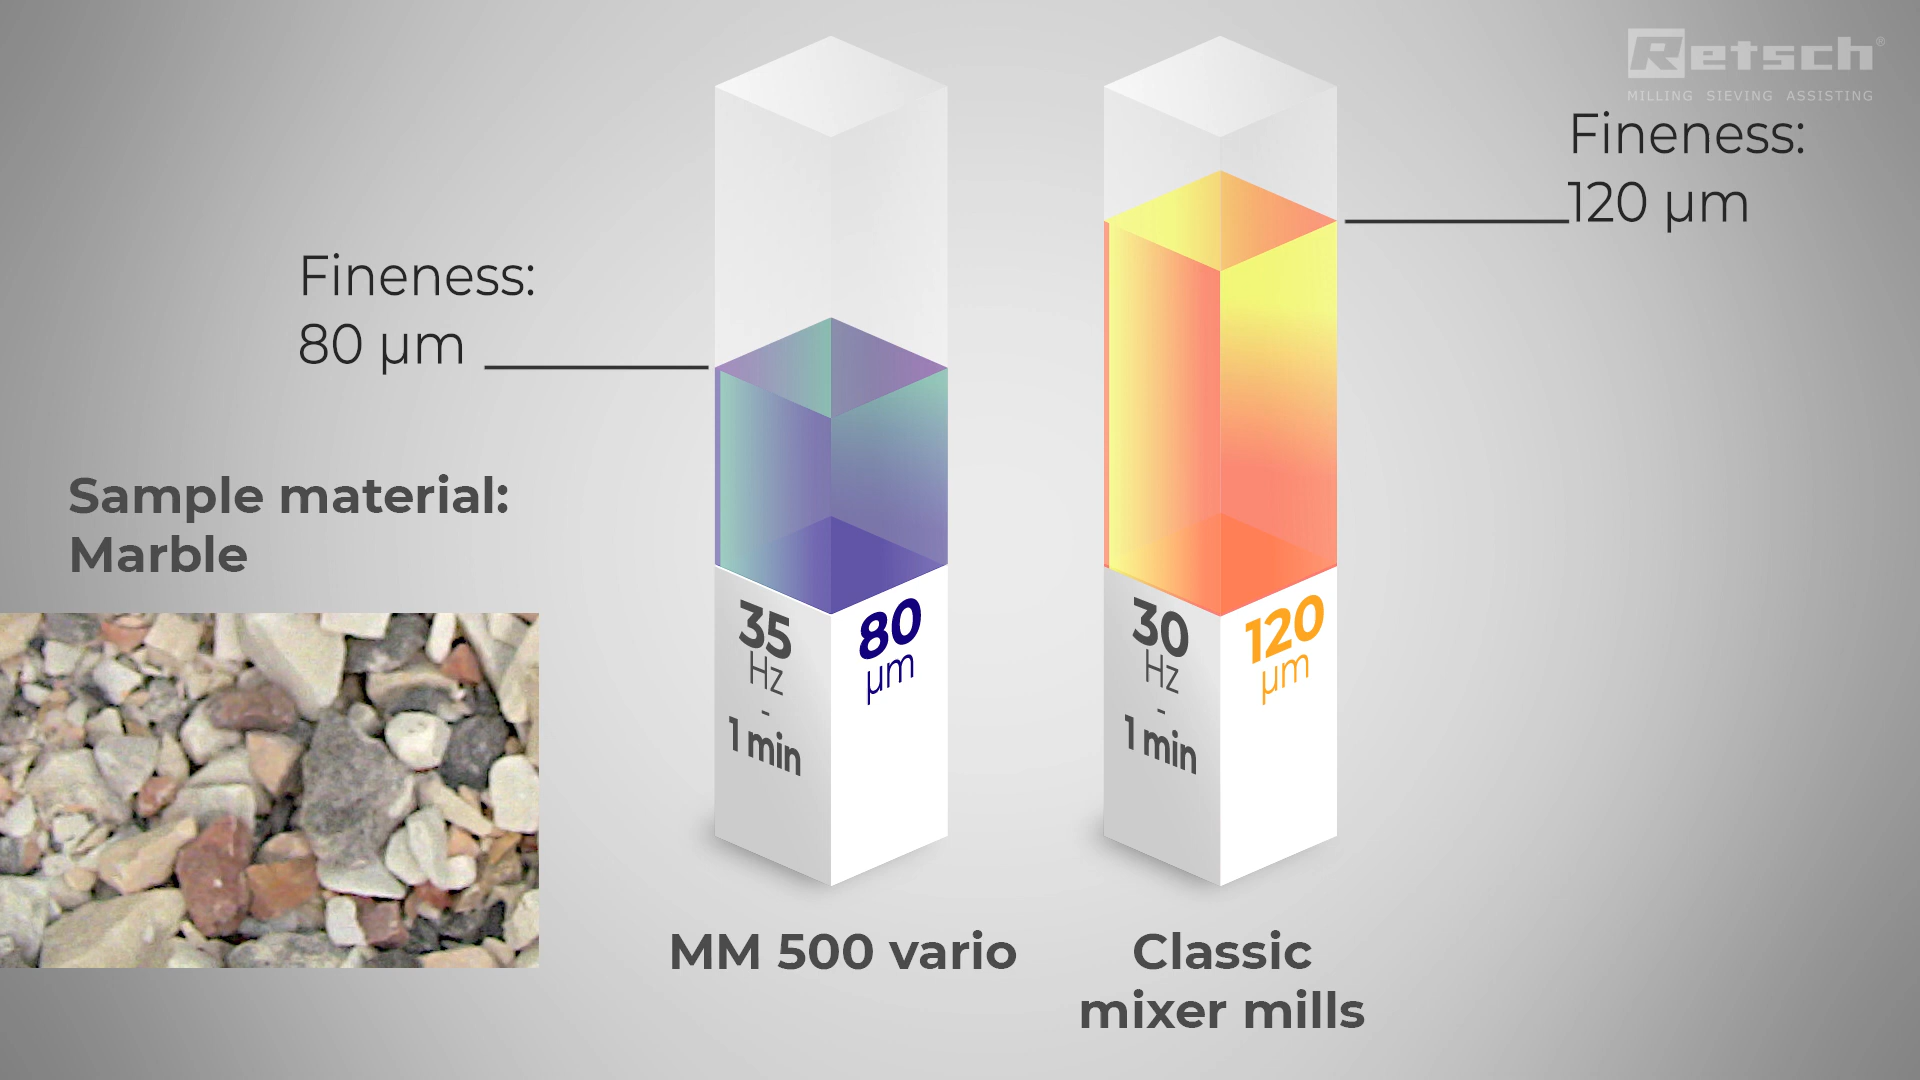 Retsch®
MILLING SIEVING ASSISTING
Fineness:
120 µm
Fineness:
80 µm
Sample material:
Marble
35
Hz
-
1 min
80
µm
30
Hz
-
1 min
120
µm
MM 500 vario
Classic
mixer mills